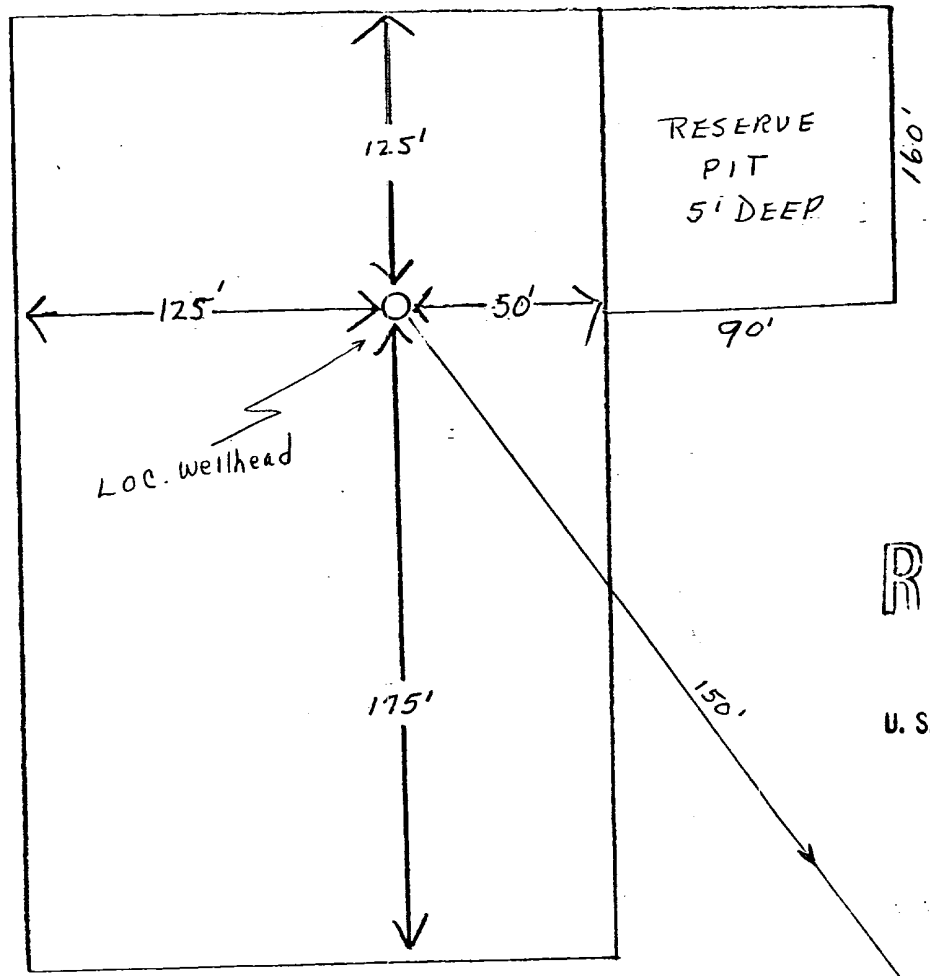 125'
RESERVE
PIT
5' DEEP
160'
125'
50'
90'
LOC. wellhead
R
175'
150'
U. S.